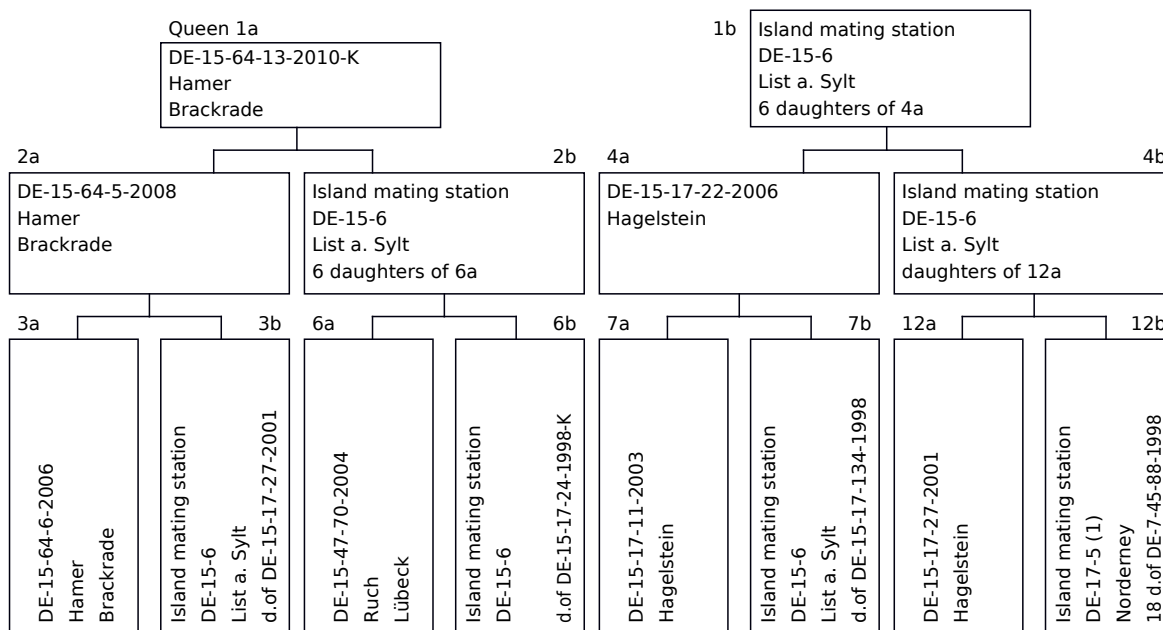 Queen 1a
DE-15-64-13-2010-K
Hamer
Brackrade
1b
Island mating station
DE-15-6
List a. Sylt
6 daughters of 4a
2a
DE-15-64-5-2008
Hamer
Brackrade
2b
Island mating station
DE-15-6
List a. Sylt
6 daughters of 6a
4a
DE-15-17-22-2006
Hagelstein
4b
Island mating station
DE-15-6
List a. Sylt
daughters of 12a
3a
DE-15-64-6-2006
Hamer
Brackrade
3b
Island mating station
DE-15-6
List a. Sylt
d.of DE-15-17-27-2001
6a
DE-15-47-70-2004
Ruch
Lübeck
6b
Island mating station
DE-15-6
d.of DE-15-17-24-1998-K
7a
DE-15-17-11-2003
Hagelstein
7b
Island mating station
DE-15-6
List a. Sylt
d.of DE-15-17-134-1998
12a
DE-15-17-27-2001
Hagelstein
12b
Island mating station
DE-17-5 (1)
Norderney
18 d.of DE-7-45-88-1998